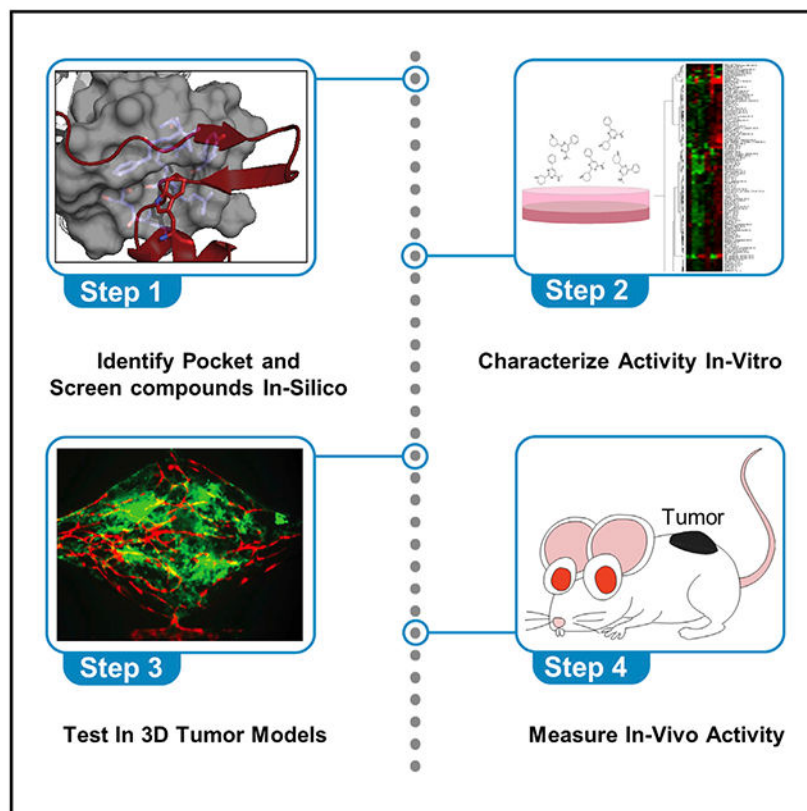 Step 1
Identify Pocket and
Screen compounds In-Silico
Step 2
Characterize Activity In-Vitro
Step 3
Test In 3D Tumor Models
Tumor
Step 4
Measure In-Vivo Activity